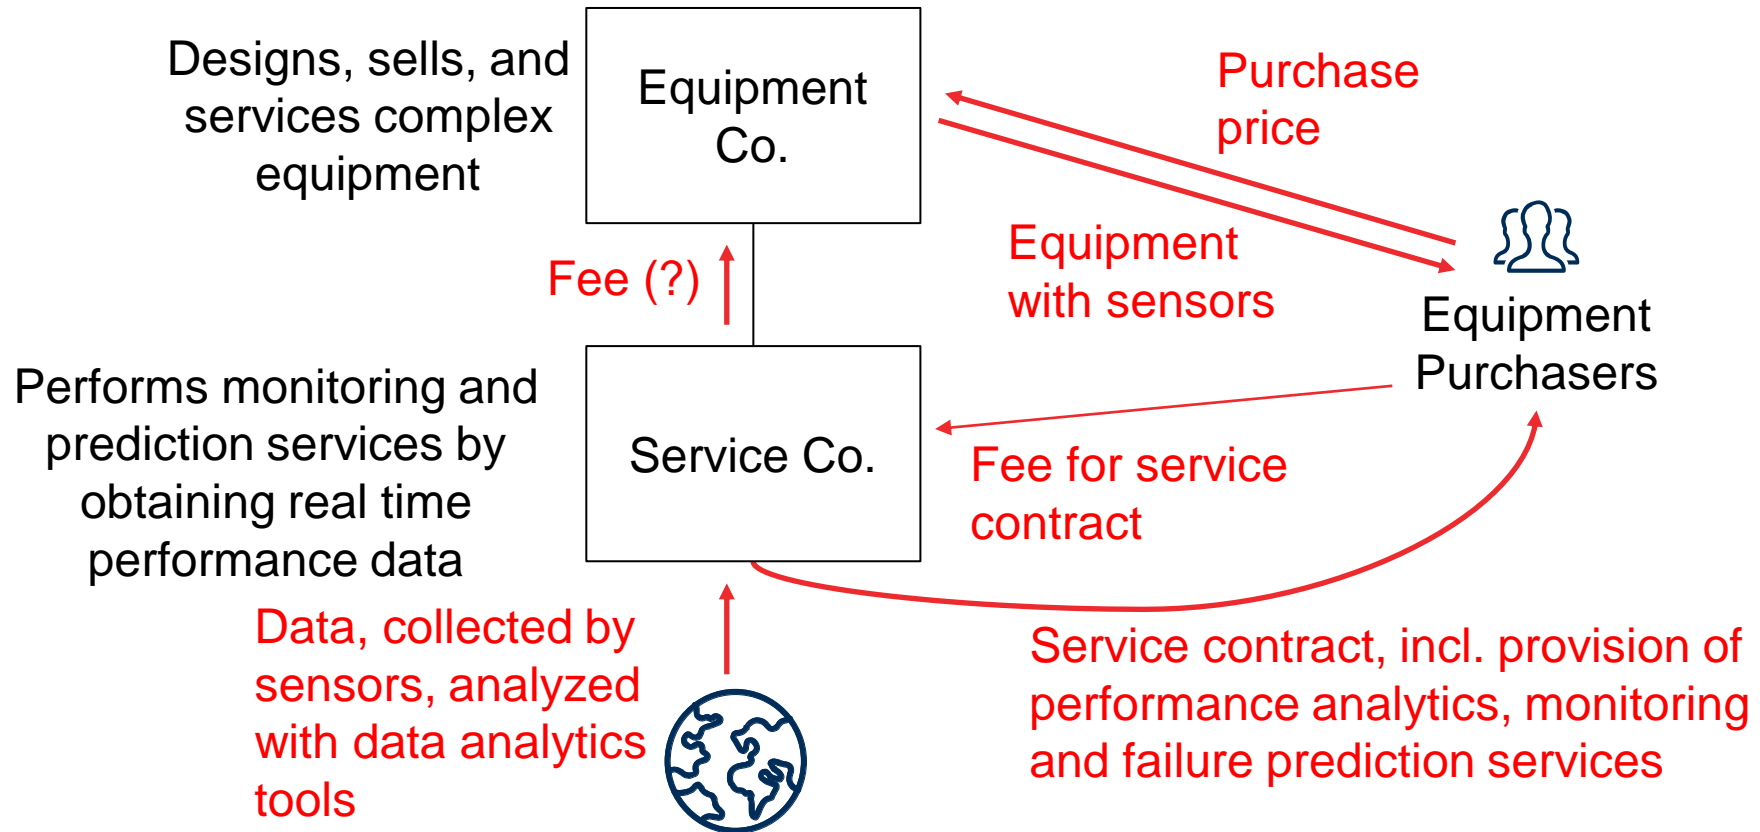 Designs, sells, and
services complex
equipment
Equipment
Co.
Purchase
price
Fee (?)
Equipment
with sensors
Equipment
Purchasers
Performs monitoring and
prediction services by
obtaining real time
performance data
Service Co.
Fee for service
contract
Data, collected by
sensors, analyzed
with data analytics
tools
Service contract, incl. provision of
performance analytics, monitoring
and failure prediction services